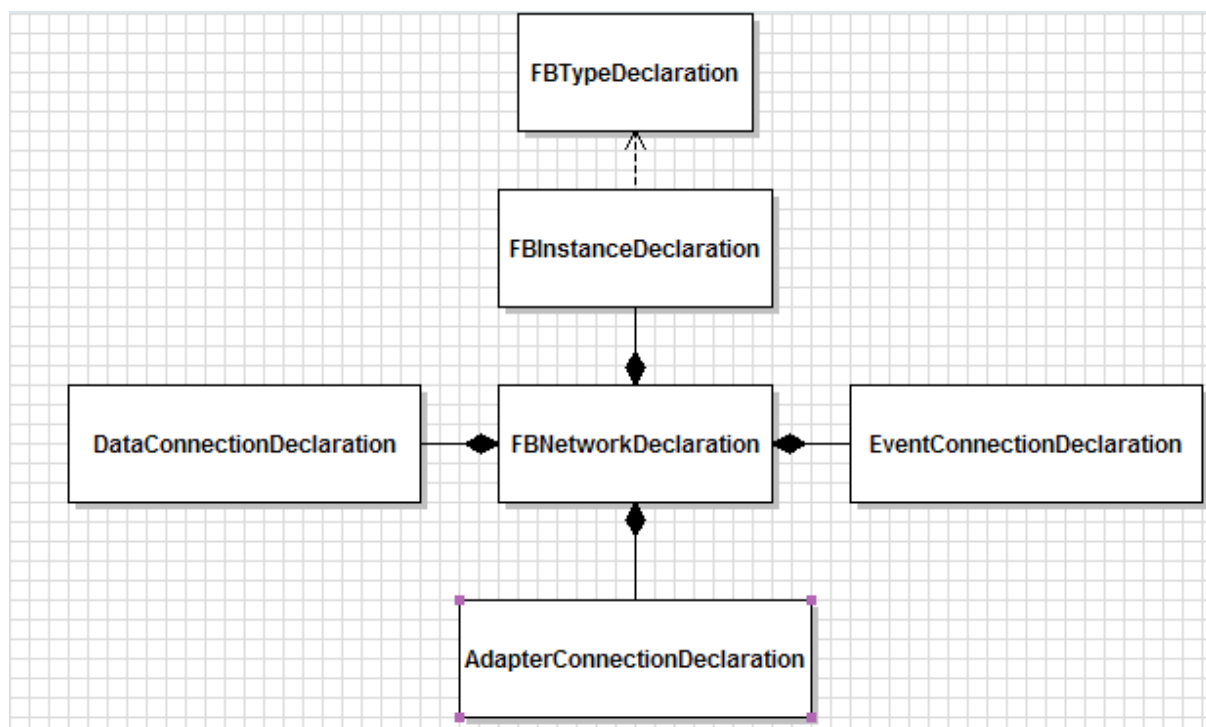 FBTypeDeclaration
FBInstanceDeclaration
DataConnectionDeclaration
FBNetworkDeclaration
EventConnectionDeclaration
AdapterConnectionDeclaration